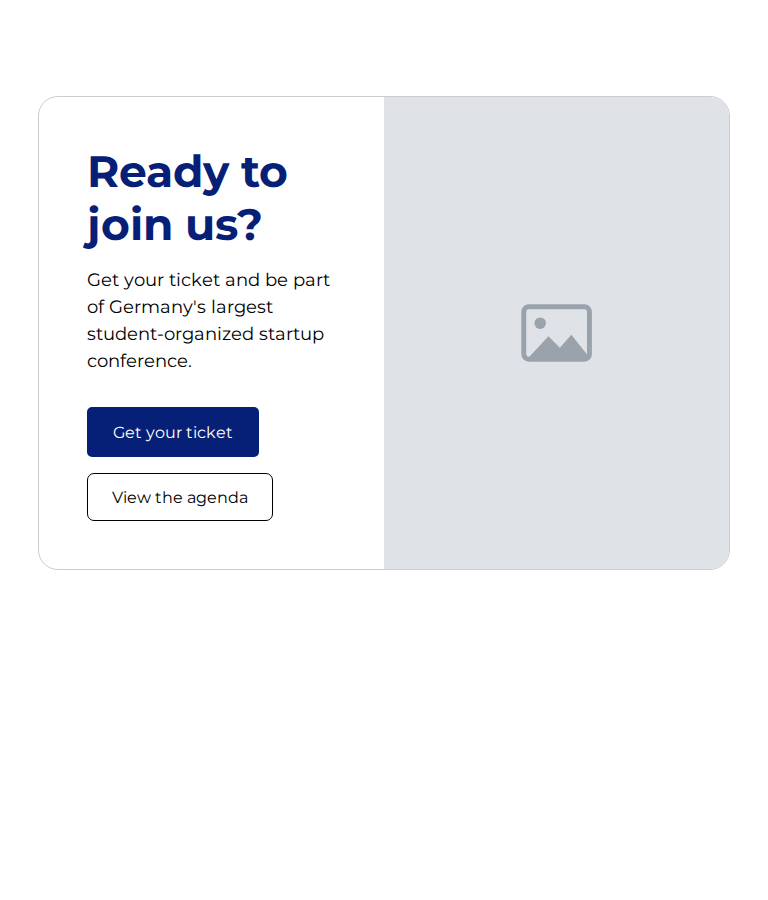 Ready to
join us?
Get your ticket and be part
of Germany's largest
student-organized startup
conference.
Get your ticket
View the agenda